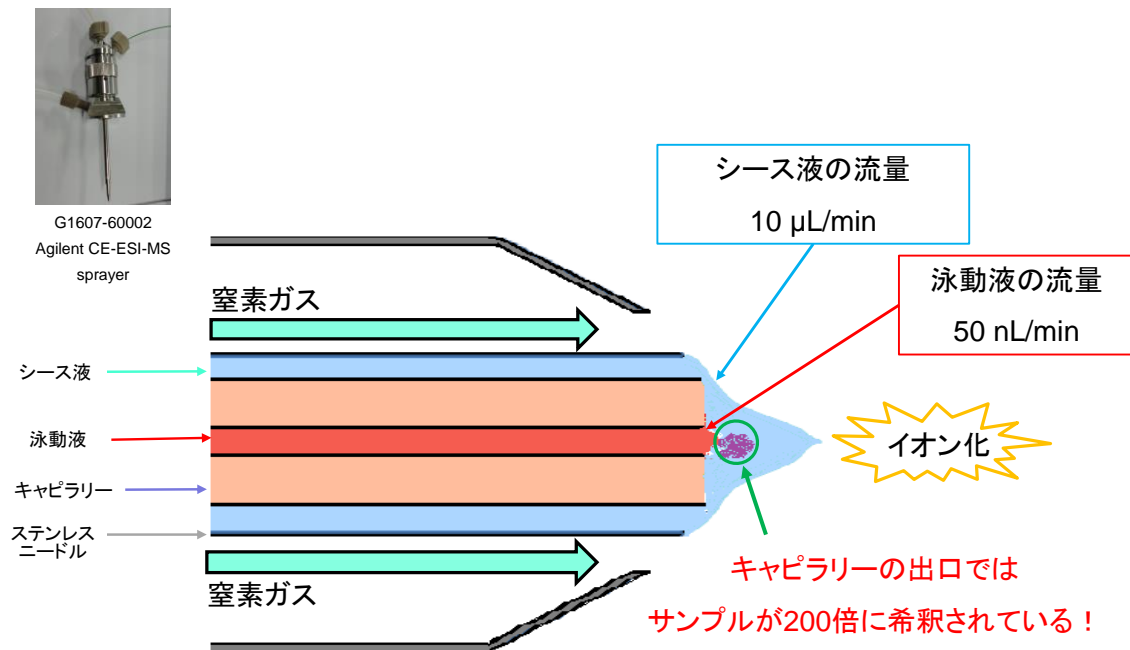 G1607-60002
Agilent CE-ESI-MS
sprayer
シース液の流量
10 µL/min
泳動液の流量
50 nL/min
窒素ガス
シース液
泳動液
キャピラリー
ステンレス
ニードル
イオン化
窒素ガス
キャピラリーの出口では
サンプルが200倍に希釈されている！